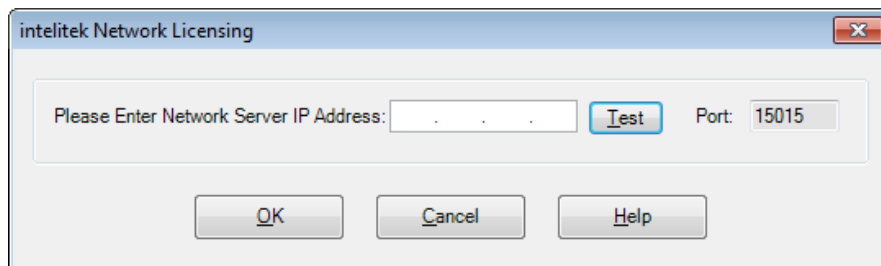 intelitek Network Licensing
Please Enter Network Server IP Address: . . . Test Port: 15015
OK Cancel Help